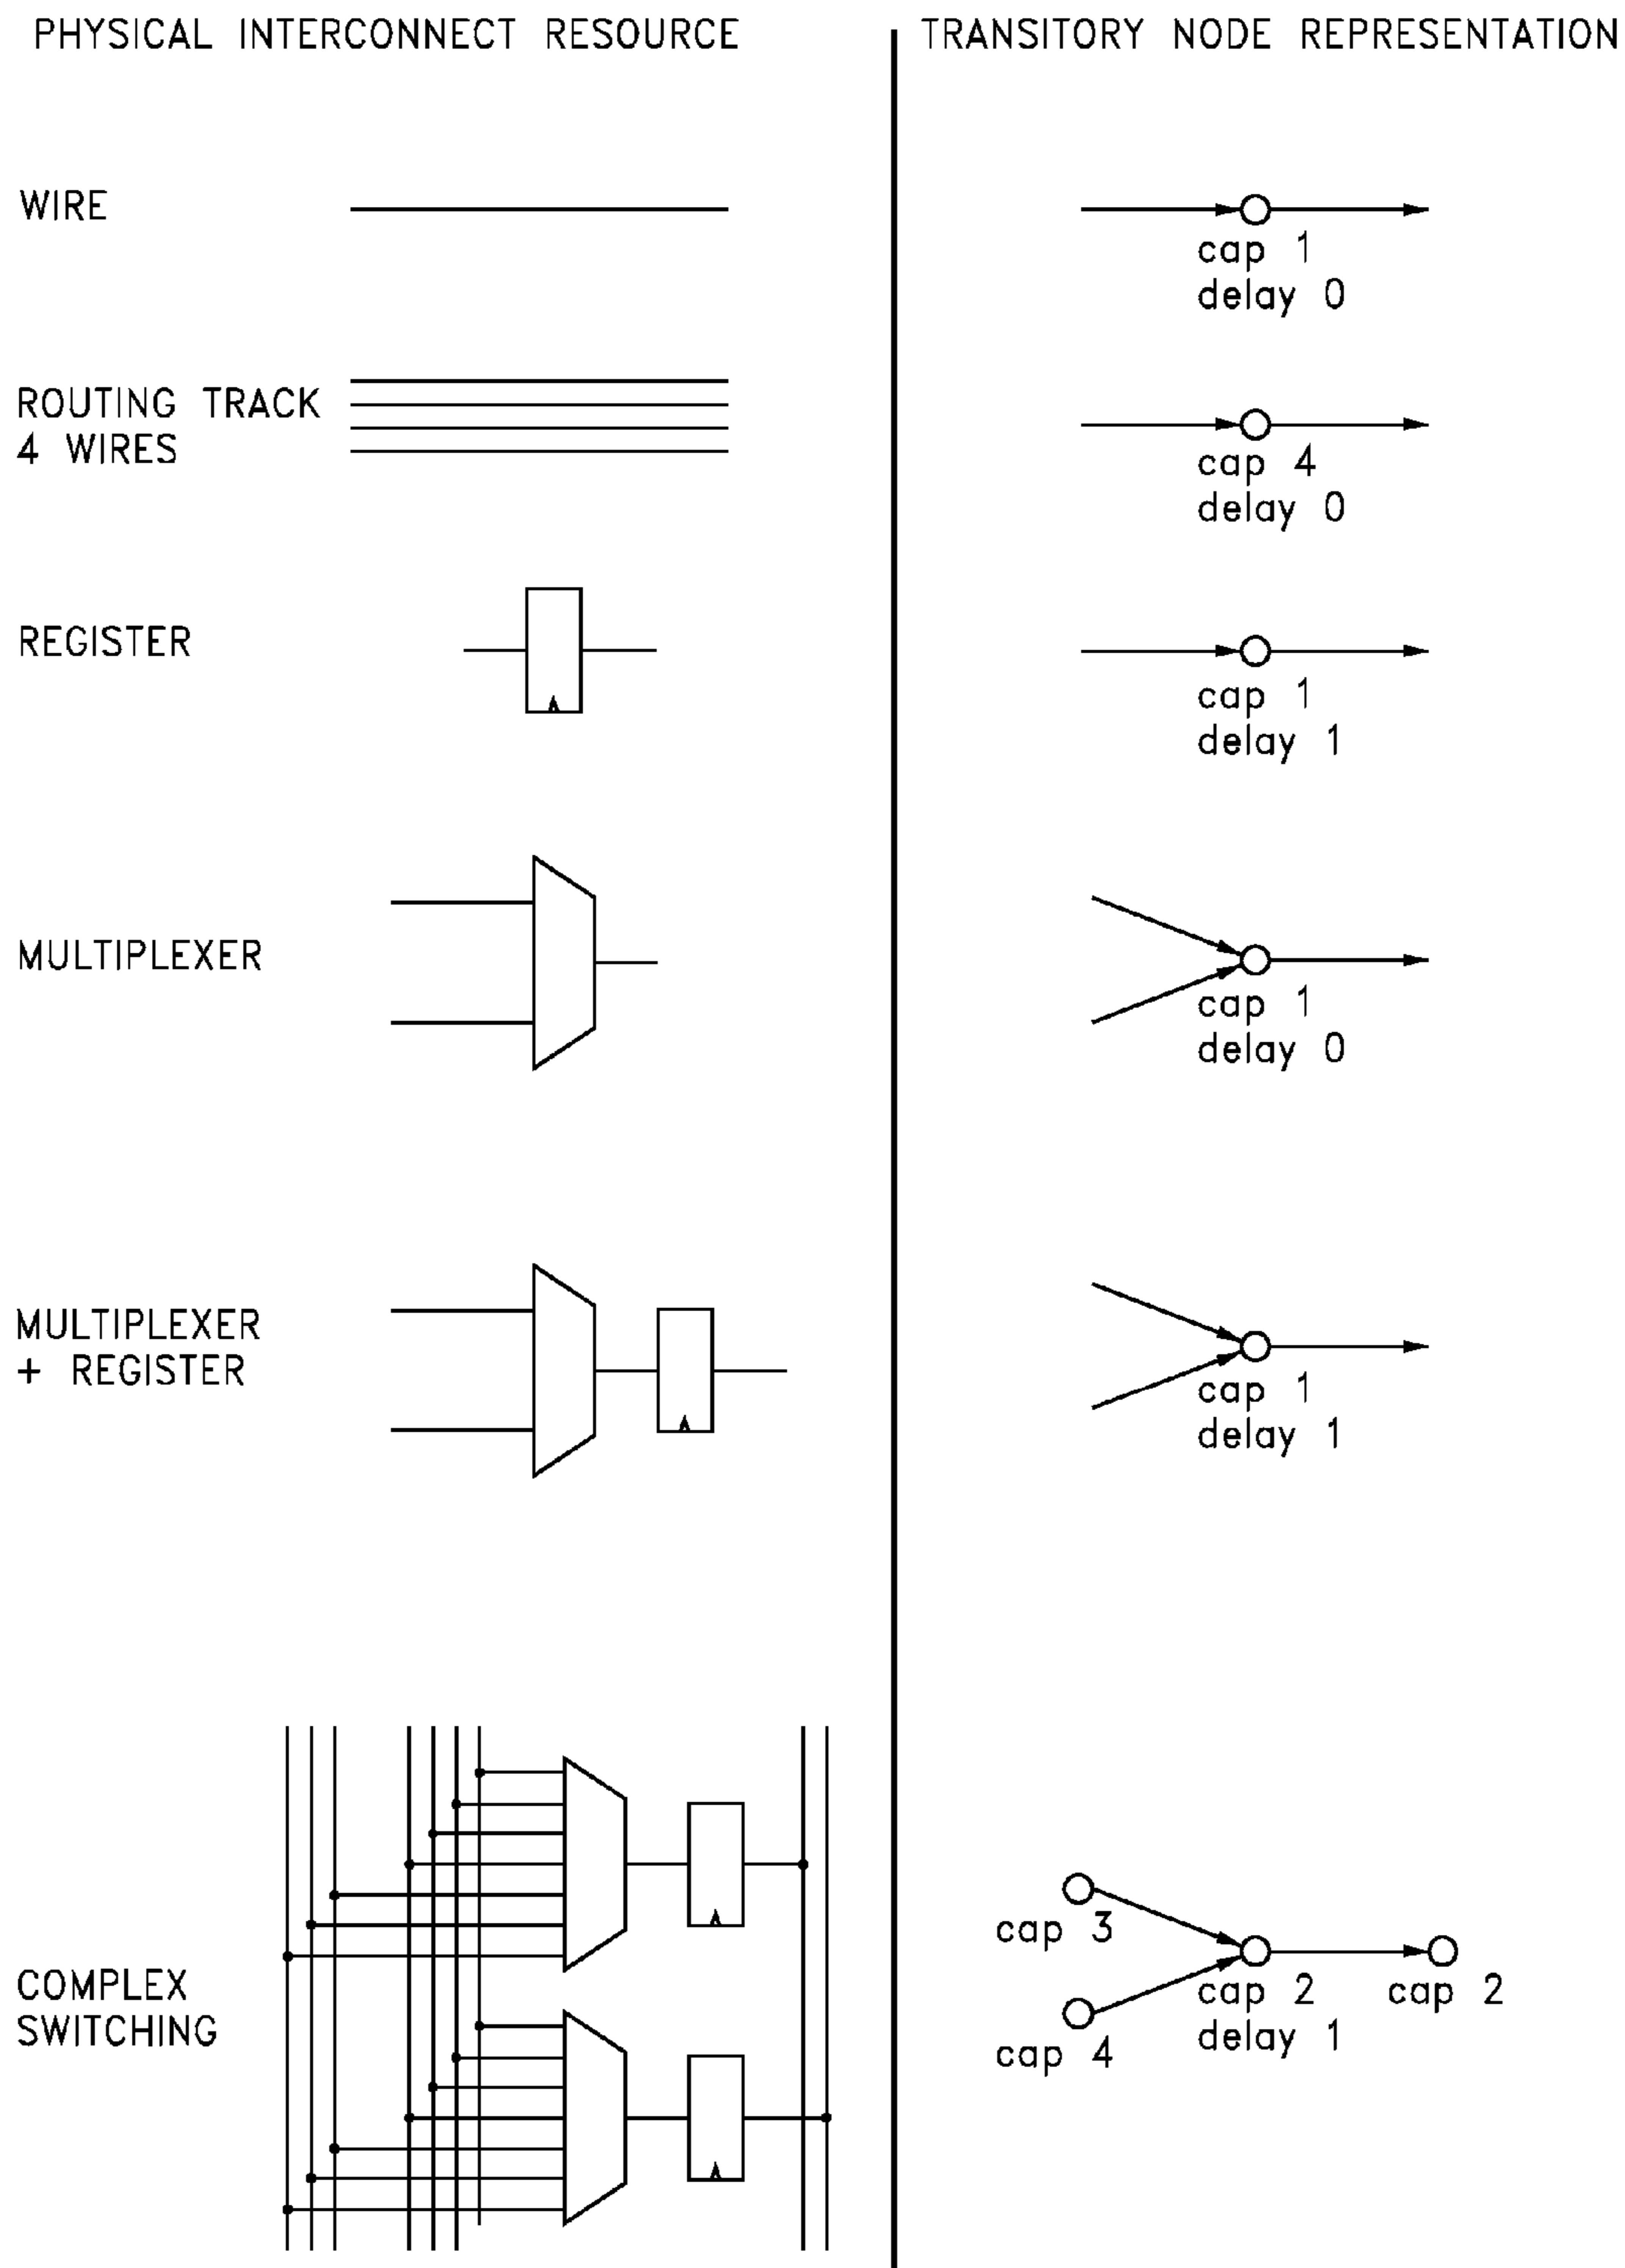 PHYSICAL INTERCONNECT RESOURCE
TRANSITORY NODE REPRESENTATION
WIRE
cap 1
delay 0
ROUTING TRACK
4 WIRES
cap 4
delay 0
REGISTER
cap 1
delay 1
MULTIPLEXER
cap 1
delay 0
MULTIPLEXER
+ REGISTER
cap 1
delay 1
COMPLEX
SWITCHING
cap 3
cap 4
cap 2
delay 1
cap 2